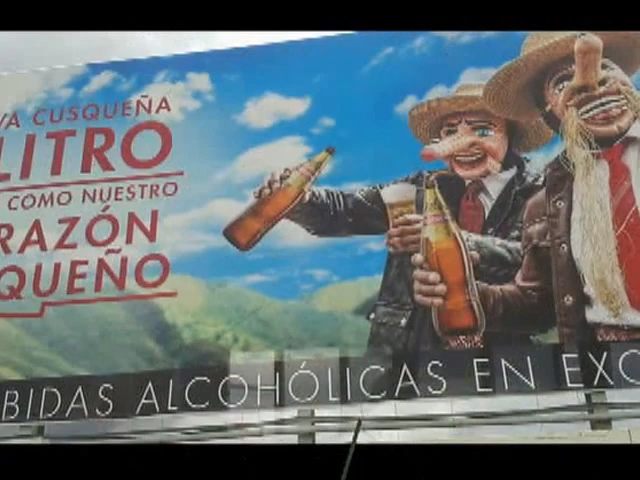 VA CUSQUEÑA
LITRO
COMO NUESTRO
RAZÓN
QUEÑO
BIDAS ALCOHÓLICAS EN EXC